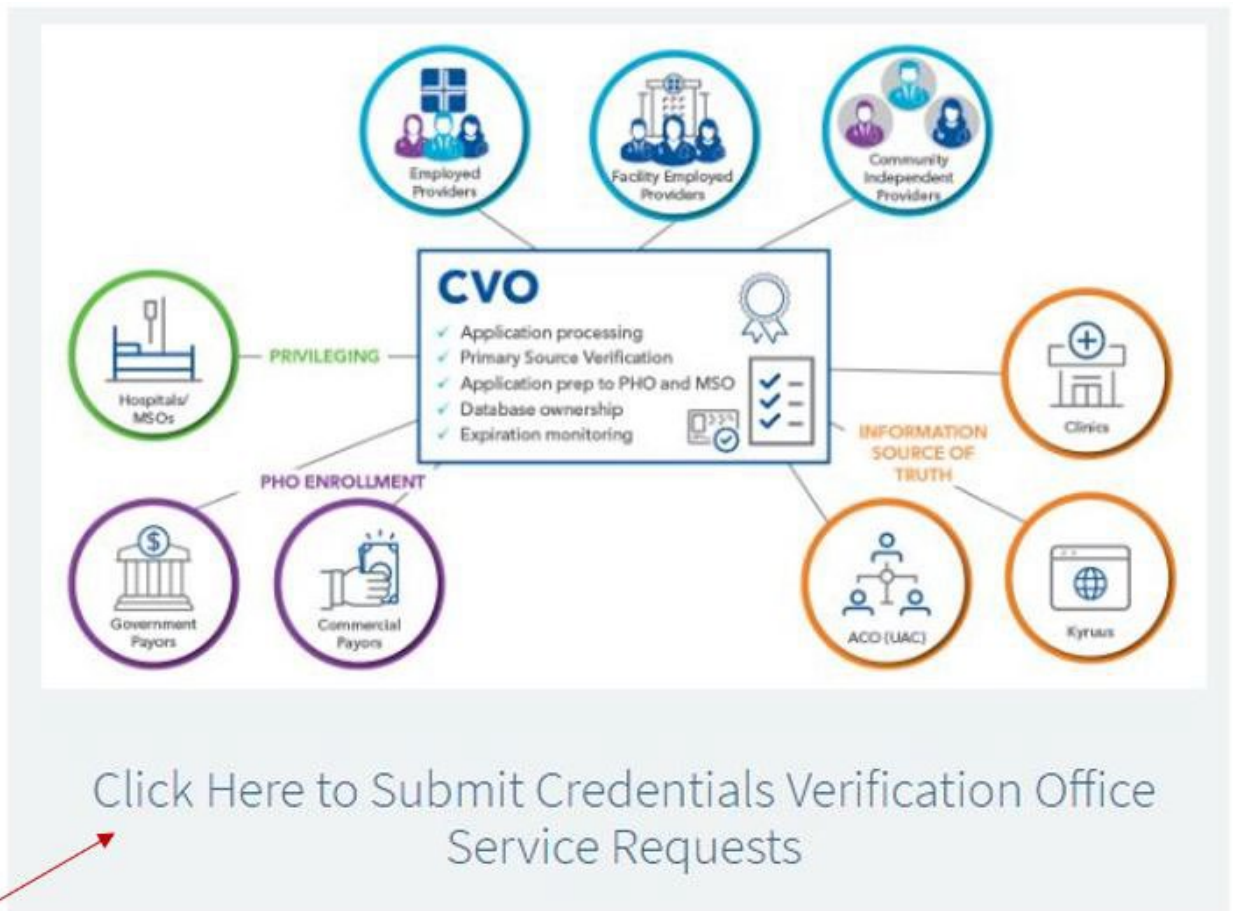 Employed
Providers
Facility Employed
Providers
Community
Independent
Providers
CVO
Application processing
Primary Source Verification
Application prep to PHO and MSO
Database ownership
Expiration monitoring
PRIVILEGING
Hospitals/
MSOs
Clinics
INFORMATION
SOURCE OF
TRUTH
PHO ENROLLMENT
$
Government
Payors
Commercial
Payors
ACO (UAC)
Kyruus
Click Here to Submit Credentials Verification Office
Service Requests